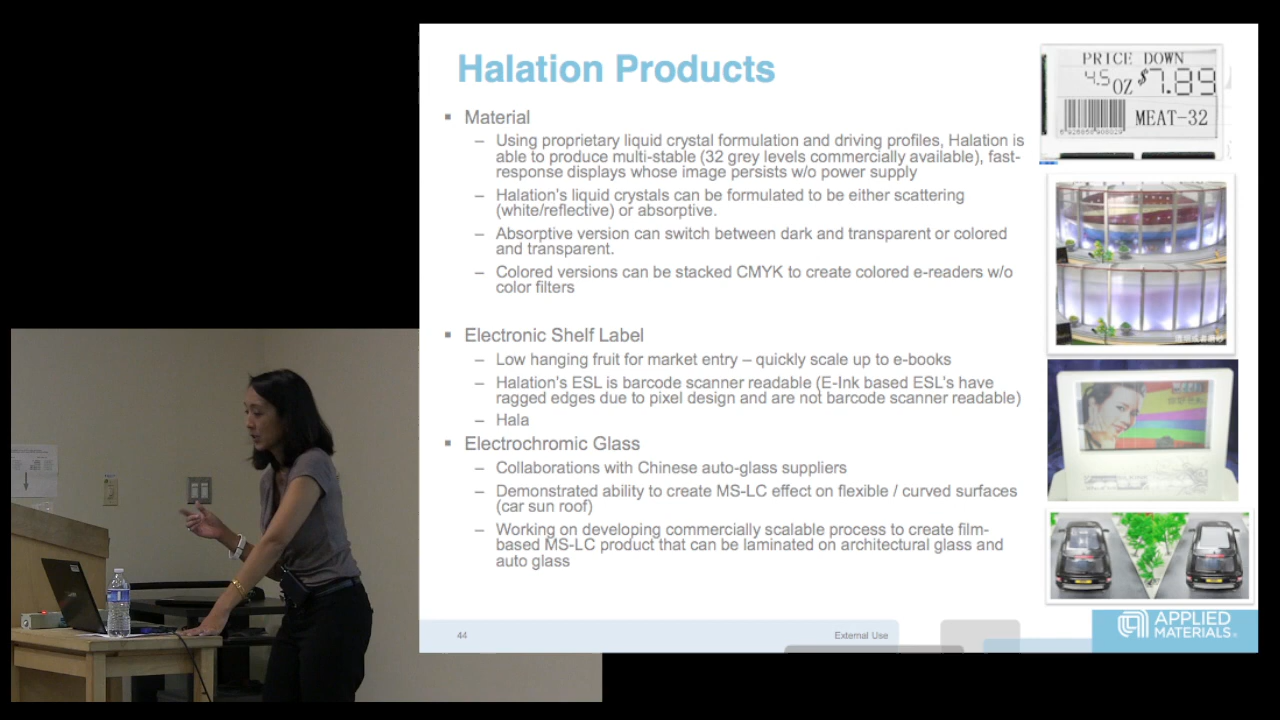 Halation Products
▪ Material
– Using proprietary liquid crystal formulation and driving profiles, Halation is
able to produce multi-stable (32 grey levels commercially available), fast-
response displays whose image persists w/o power supply
– Halation's liquid crystals can be formulated to be either scattering
(white/reflective) or absorptive.
– Absorptive version can switch between dark and transparent or colored
and transparent.
– Colored versions can be stacked CMYK to create colored e-readers w/o
color filters
▪ Electronic Shelf Label
– Low hanging fruit for market entry – quickly scale up to e-books
– Halation's ESL is barcode scanner readable (E-Ink based ESL's have
ragged edges due to pixel design and are not barcode scanner readable)
– Hala
▪ Electrochromic Glass
– Collaborations with Chinese auto-glass suppliers
– Demonstrated ability to create MS-LC effect on flexible / curved surfaces
(car sun roof)
– Working on developing commercially scalable process to create film-
based MS-LC product that can be laminated on architectural glass and
auto glass
PRICE DOWN
4.5 OZ $7.89
MEAT-32
44
External Use
APPLIED
MATERIALS